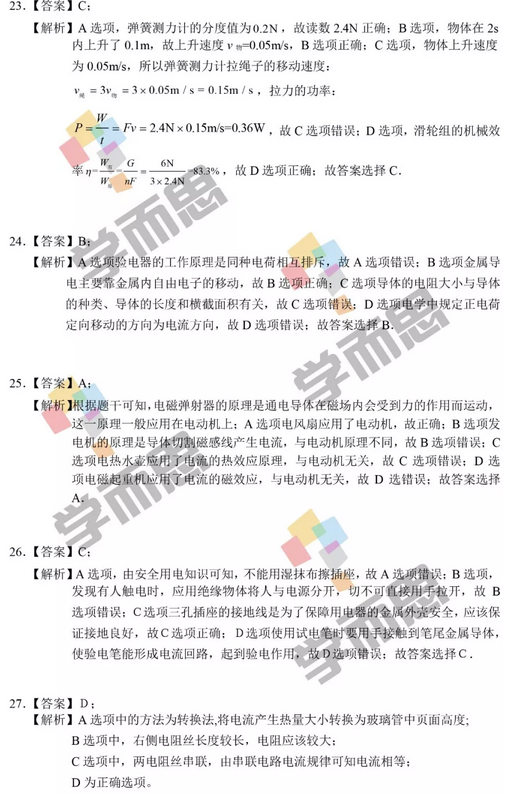 23.【答案】C;
【解析】A 选项，弹簧测力计的分度值为0.2N，故读数 2.4N 正确；B 选项，物体在 2s
内上升了 0.1m，故上升速度 v 物=0.05m/s，B 选项正确；C 选项，物体上升速度
为 0.05m/s，所以弹簧测力计拉绳子的移动速度：
v绳 = 3v物 = 3×0.05m / s = 0.15m / s，拉力的功率：
P = W/t = Fv = 2.4N×0.15m/s=0.36W，故 C 选项错误；D 选项，滑轮组的机械效
率 η = W有/W总 = G/nF = 6N/3×2.4N =83.3%，故 D 选项正确；故答案选择 C．
24.【答案】B;
【解析】A 选项验电器的工作原理是同种电荷相互排斥，故 A 选项错误；B 选项金属导
电主要靠金属内自由电子的移动，故 B 选项正确；C 选项导体的电阻大小与导体
的种类、导体的长度和横截面积有关，故 C 选项错误；D 选项电学中规定正电荷
定向移动的方向为电流方向，故 D 选项错误；故答案选择 B．
25.【答案】A;
【解析】根据题干可知，电磁弹射器的原理是通电导体在磁场内会受到力的作用而运动，
这一原理一般应用在电动机上；A 选项电风扇应用了电动机，故正确；B 选项发
电机的原理是导体切割磁感线产生电流，与电动机原理不同，故 B 选项错误；C
选项电热水壶应用了电流的热效应原理，与电动机无关，故 C 选项错误；D 选
项电磁起重机应用了电流的磁效应，与电动机无关，故 D 选错误；故答案选择
A．
26.【答案】C;
【解析】A 选项，由安全用电知识可知，不能用湿抹布擦插座，故 A 选项错误；B 选项，
发现有人触电时，应用绝缘物体将人与电源分开，切不可直接用手拉开，故 B
选项错误；C 选项三孔插座的接地线是为了保障用电器的金属外壳安全，应该保
证接地良好，故 C 选项正确； D 选项使用试电笔时要用手接触到笔尾金属导体，
使验电笔能形成电流回路，起到验电作用，故 D 选项错误；故答案选择 C．
27.【答案】D;
【解析】A 选项中的方法为转换法,将电流产生热量大小转换为玻璃管中页面高度;
B 选项中，右侧电阻丝长度较长，电阻应该较大；
C 选项中，两电阻丝串联，由串联电路电流规律可知电流相等；
D 为正确选项。
学而思
学而思
学而思
学而思